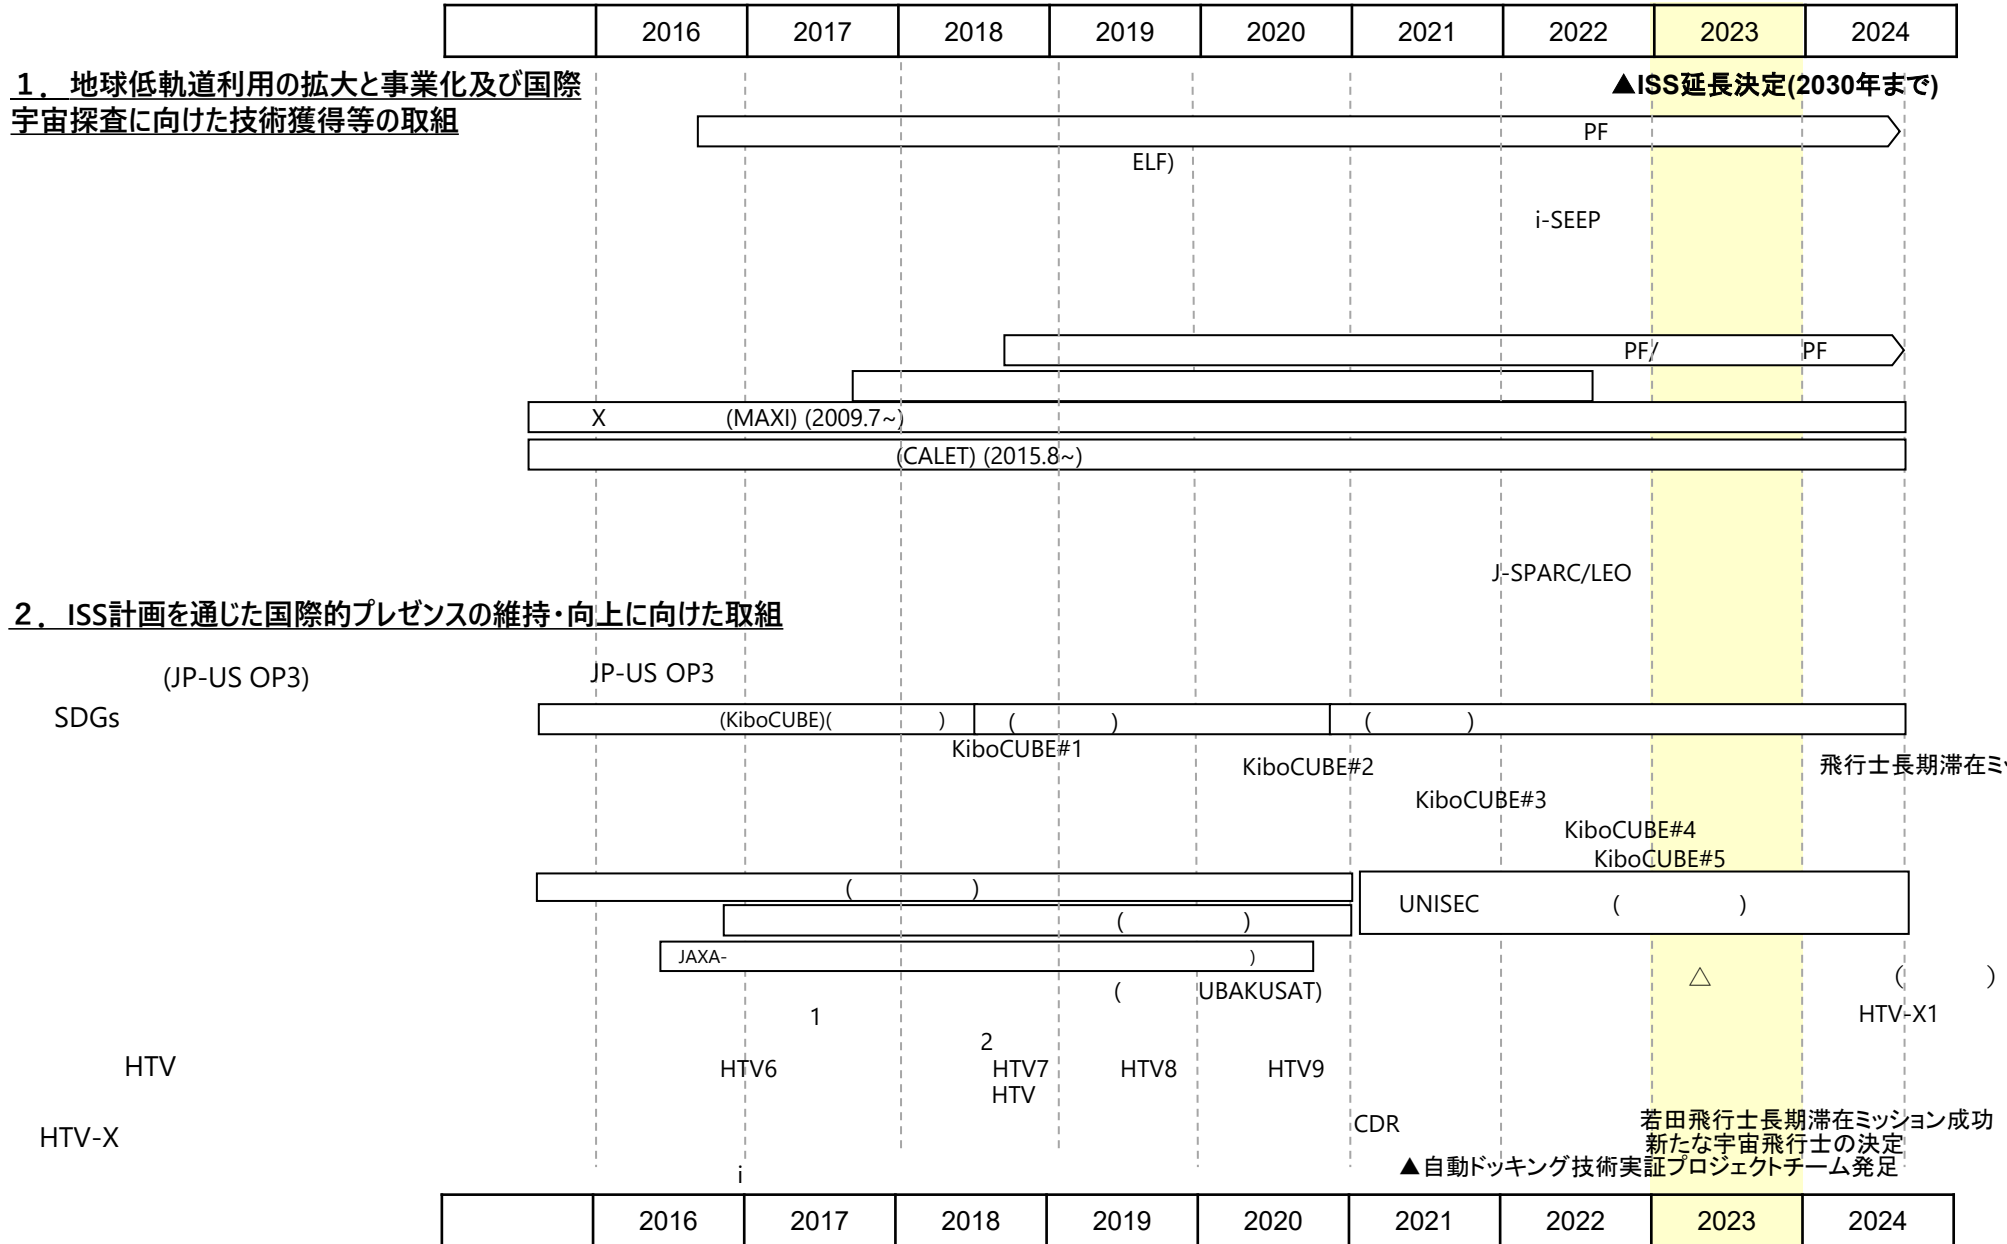 2016 2017 2018 2019 2020 2021 2022 2023 2024
１．地球低軌道利用の拡大と事業化及び国際
宇宙探査に向けた技術獲得等の取組
▲ISS延長決定(2030年まで)
PF
ELF)
i-SEEP
PF/ PF
X (MAXI) (2009.7~)
(CALET) (2015.8~)
J-SPARC/LEO
２．ISS計画を通じた国際的プレゼンスの維持・向上に向けた取組
(JP-US OP3) JP-US OP3
SDGs (KiboCUBE)( ) ( ) ( )
KiboCUBE#1
KiboCUBE#2
飛行士長期滞在ミ
KiboCUBE#3
KiboCUBE#4
KiboCUBE#5
( )
UNISEC ( )
( )
JAXA- )
△ ( )
( UBAKUSAT)
1
HTV-X1
2
HTV HTV6 HTV7 HTV8 HTV9
HTV
HTV-X CDR
若田飛行士長期滞在ミッション成功
新たな宇宙飛行士の決定
▲自動ドッキング技術実証プロジェクトチーム発足
i
2016 2017 2018 2019 2020 2021 2022 2023 2024